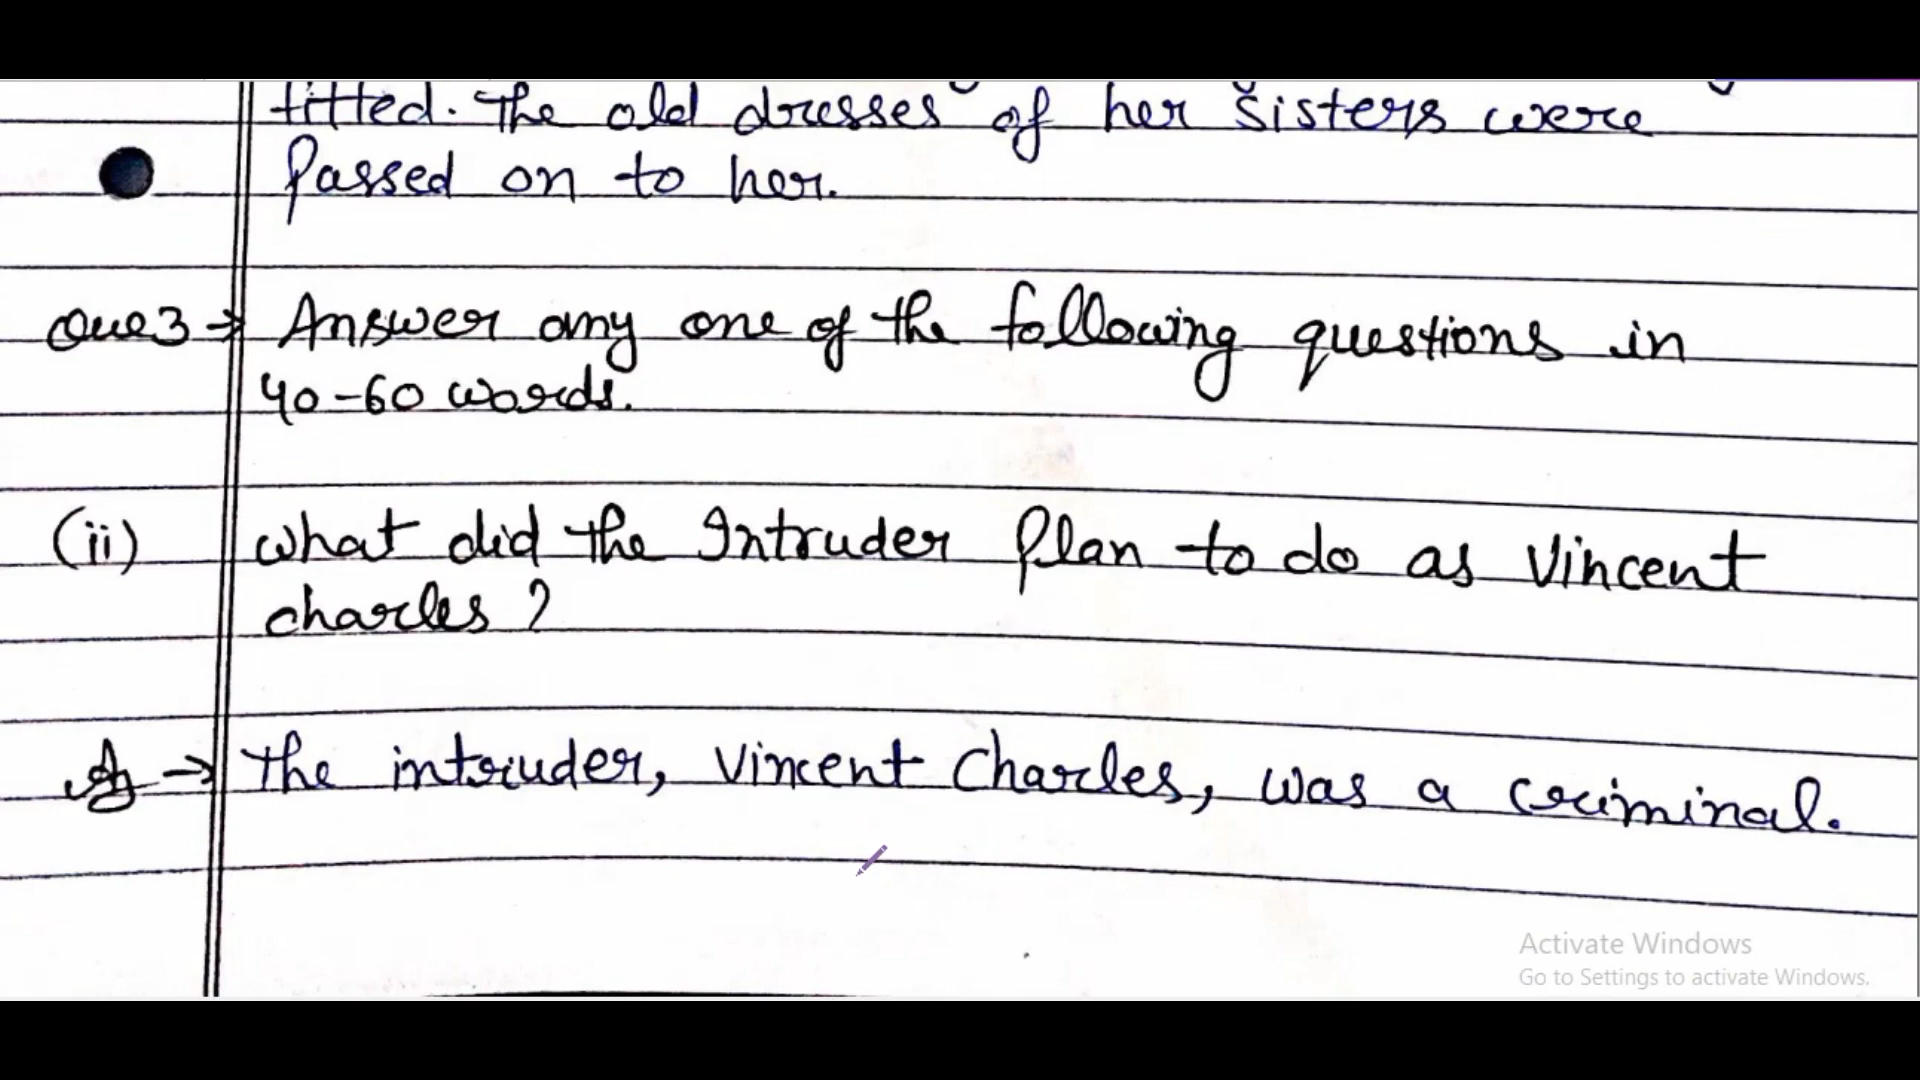 fitted. The old dresses of her sisters were
Passed on to her.
Que 3 → Answer any one of the following questions in
40-60 words.
(ii) What did the Intruder Plan to do as Vincent
charles ?
A → The intruder, Vincent Charles, was a criminal.
Activate Windows
Go to Settings to activate Windows.